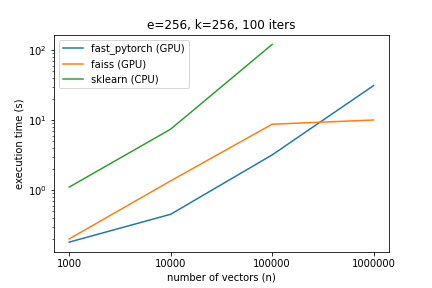 e=256, k=256, 100 iters
fast_pytorch (GPU)
faiss (GPU)
sklearn (CPU)
execution time (s)
10²
10¹
10⁰
1000 10000 100000 1000000
number of vectors (n)